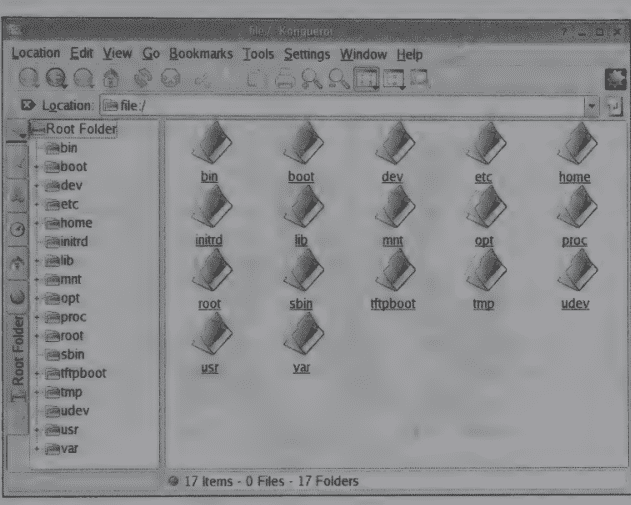 file:/ - Konqueror
Location Edit View Go Bookmarks Tools Settings Window Help
Location: file:/
Root Folder
bin
boot
dev
etc
home
initrd
lib
mnt
opt
proc
root
sbin
tftpboot
tmp
udev
usr
var
Root Folder
bin boot dev etc home
initrd lib mnt opt proc
root sbin tftpboot tmp udev
usr var
17 Items - 0 Files - 17 Folders